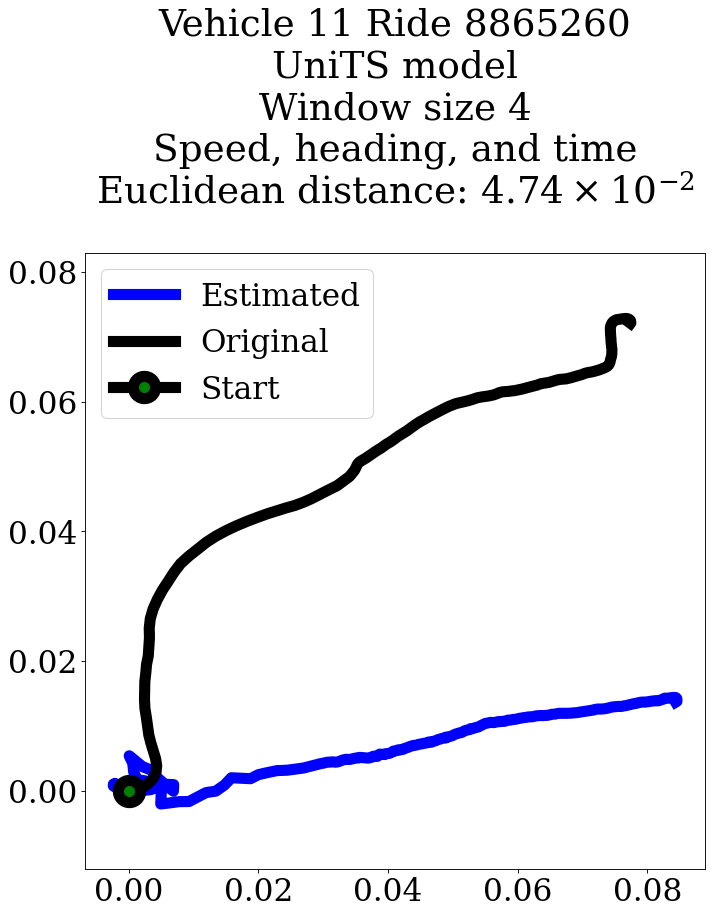 Vehicle 11 Ride 8865260
UniTS model
Window size 4
Speed, heading, and time
Euclidean distance: 4.74 × 10⁻²
Estimated
Original
Start
0.08
0.06
0.04
0.02
0.00
0.00 0.02 0.04 0.06 0.08